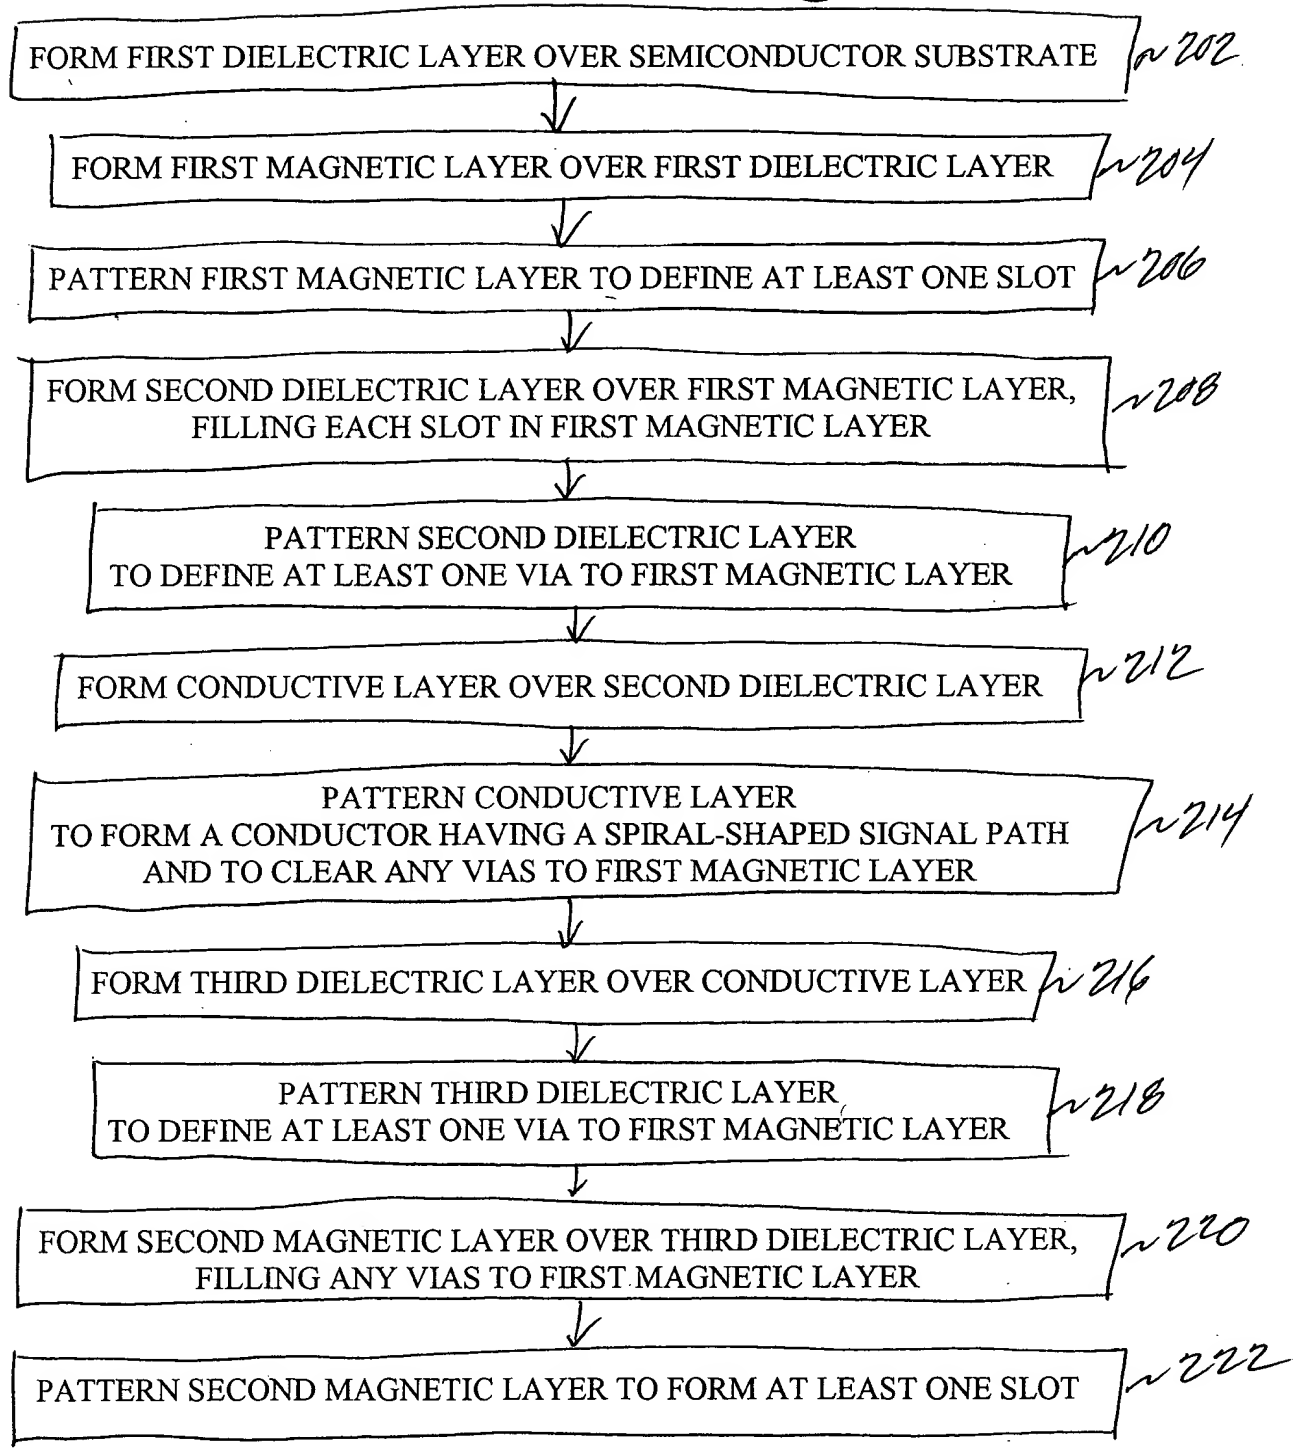 FORM FIRST DIELECTRIC LAYER OVER SEMICONDUCTOR SUBSTRATE ~202
FORM FIRST MAGNETIC LAYER OVER FIRST DIELECTRIC LAYER ~204
PATTERN FIRST MAGNETIC LAYER TO DEFINE AT LEAST ONE SLOT ~206
FORM SECOND DIELECTRIC LAYER OVER FIRST MAGNETIC LAYER, ~208
FILLING EACH SLOT IN FIRST MAGNETIC LAYER
PATTERN SECOND DIELECTRIC LAYER ~210
TO DEFINE AT LEAST ONE VIA TO FIRST MAGNETIC LAYER
FORM CONDUCTIVE LAYER OVER SECOND DIELECTRIC LAYER ~212
PATTERN CONDUCTIVE LAYER ~214
TO FORM A CONDUCTOR HAVING A SPIRAL-SHAPED SIGNAL PATH
AND TO CLEAR ANY VIAS TO FIRST MAGNETIC LAYER
FORM THIRD DIELECTRIC LAYER OVER CONDUCTIVE LAYER ~216
PATTERN THIRD DIELECTRIC LAYER ~218
TO DEFINE AT LEAST ONE VIA TO FIRST MAGNETIC LAYER
FORM SECOND MAGNETIC LAYER OVER THIRD DIELECTRIC LAYER, ~220
FILLING ANY VIAS TO FIRST MAGNETIC LAYER
PATTERN SECOND MAGNETIC LAYER TO FORM AT LEAST ONE SLOT ~222